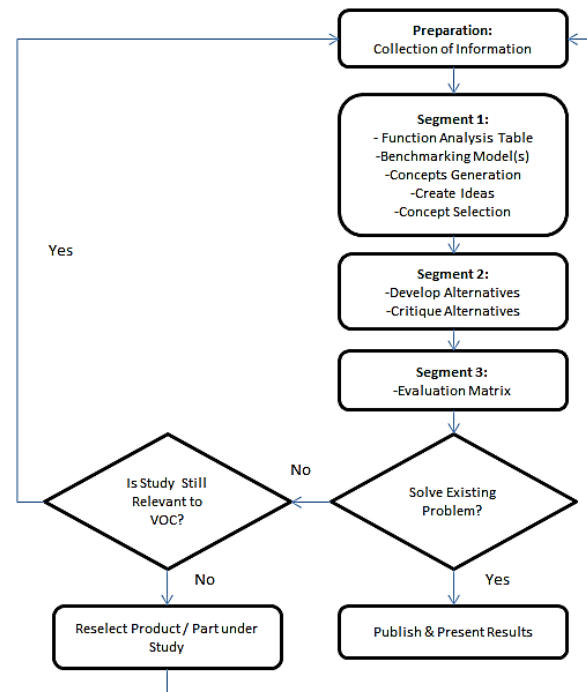 Preparation:
Collection of Information
Segment 1:
- Function Analysis Table
-Benchmarking Model(s)
-Concepts Generation
-Create Ideas
-Concept Selection
Yes
Segment 2:
-Develop Alternatives
-Critique Alternatives
Segment 3:
-Evaluation Matrix
Is Study Still
Relevant to
VOC?
No
Solve Existing
Problem?
No
Yes
Reselect Product / Part under
Study
Publish & Present Results